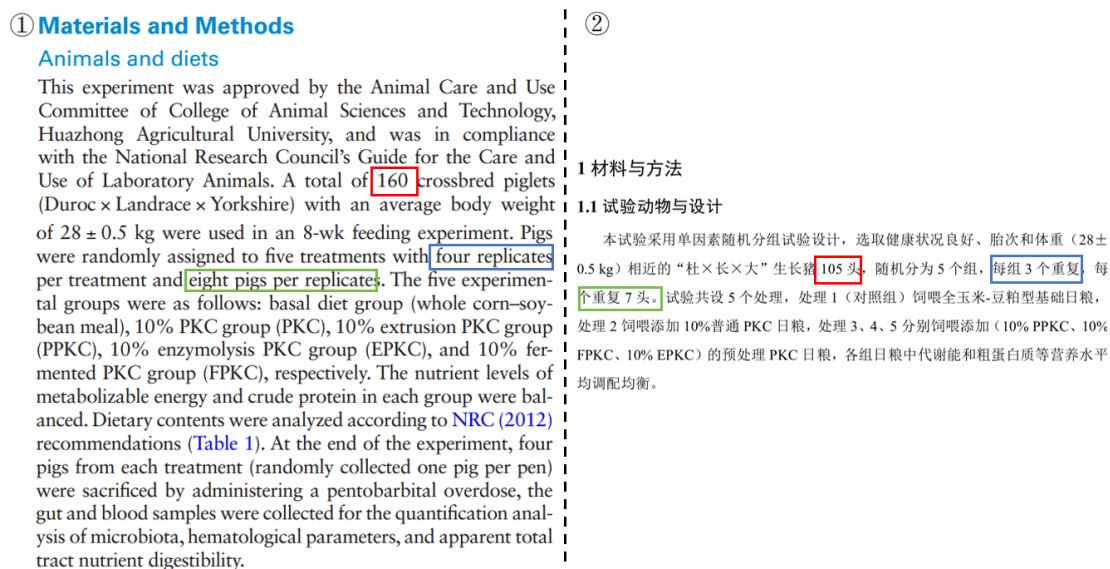 ① Materials and Methods
Animals and diets
This experiment was approved by the Animal Care and Use
Committee of College of Animal Sciences and Technology,
Huazhong Agricultural University, and was in compliance
with the National Research Council's Guide for the Care and
Use of Laboratory Animals. A total of 160 crossbred piglets
(Duroc × Landrace × Yorkshire) with an average body weight
of 28 ± 0.5 kg were used in an 8-wk feeding experiment. Pigs
were randomly assigned to five treatments with four replicates
per treatment and eight pigs per replicates. The five experimen-
tal groups were as follows: basal diet group (whole corn–soy-
bean meal), 10% PKC group (PKC), 10% extrusion PKC group
(PPKC), 10% enzymolysis PKC group (EPKC), and 10% fer-
mented PKC group (FPKC), respectively. The nutrient levels of
metabolizable energy and crude protein in each group were bal-
anced. Dietary contents were analyzed according to NRC (2012)
recommendations (Table 1). At the end of the experiment, four
pigs from each treatment (randomly collected one pig per pen)
were sacrificed by administering a pentobarbital overdose, the
gut and blood samples were collected for the quantification anal-
ysis of microbiota, hematological parameters, and apparent total
tract nutrient digestibility.
②
1 材料与方法
1.1 试验动物与设计
本试验采用单因素随机分组试验设计，选取健康状况良好、胎次和体重（28±
0.5 kg）相近的“杜×长×大”生长猪 105 头，随机分为 5 个组，每组 3 个重复，每
个重复 7 头。试验共设 5 个处理，处理 1（对照组）饲喂全玉米-豆粕型基础日粮，
处理 2 饲喂添加 10%普通 PKC 日粮，处理 3、4、5 分别饲喂添加（10% PPKC、10%
FPKC、10% EPKC）的预处理 PKC 日粮，各组日粮中代谢能和粗蛋白质等营养水平
均调配均衡。